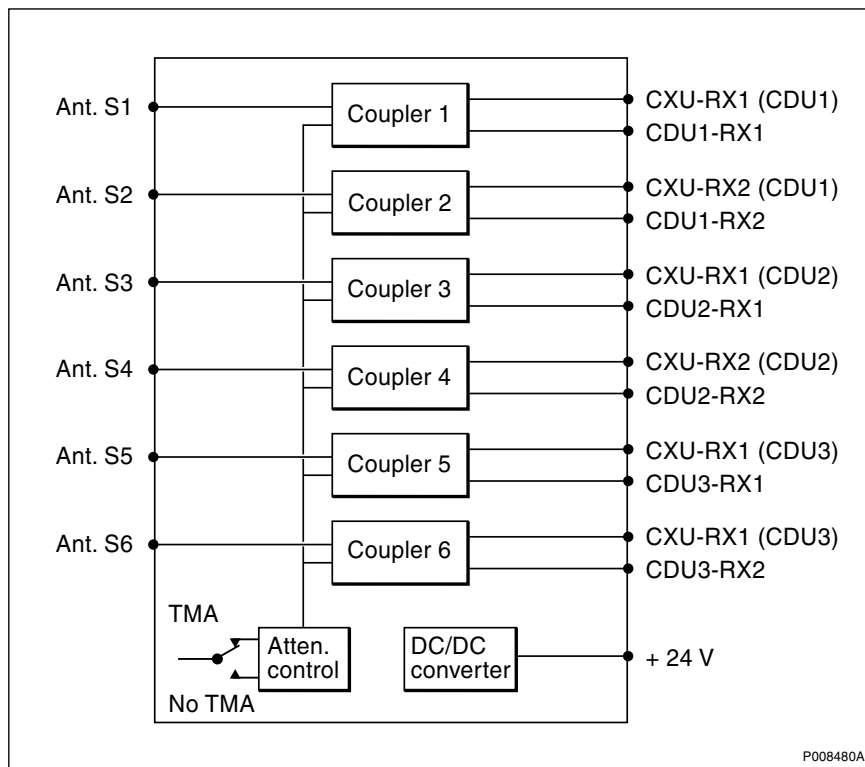 Ant. S1
Coupler 1
CXU-RX1 (CDU1)
CDU1-RX1
Ant. S2
Coupler 2
CXU-RX2 (CDU1)
CDU1-RX2
Ant. S3
Coupler 3
CXU-RX1 (CDU2)
CDU2-RX1
Ant. S4
Coupler 4
CXU-RX2 (CDU2)
CDU2-RX2
Ant. S5
Coupler 5
CXU-RX1 (CDU3)
CDU3-RX1
Ant. S6
Coupler 6
CXU-RX1 (CDU3)
CDU3-RX2
TMA
No TMA
Atten.
control
DC/DC
converter
+ 24 V
P008480A